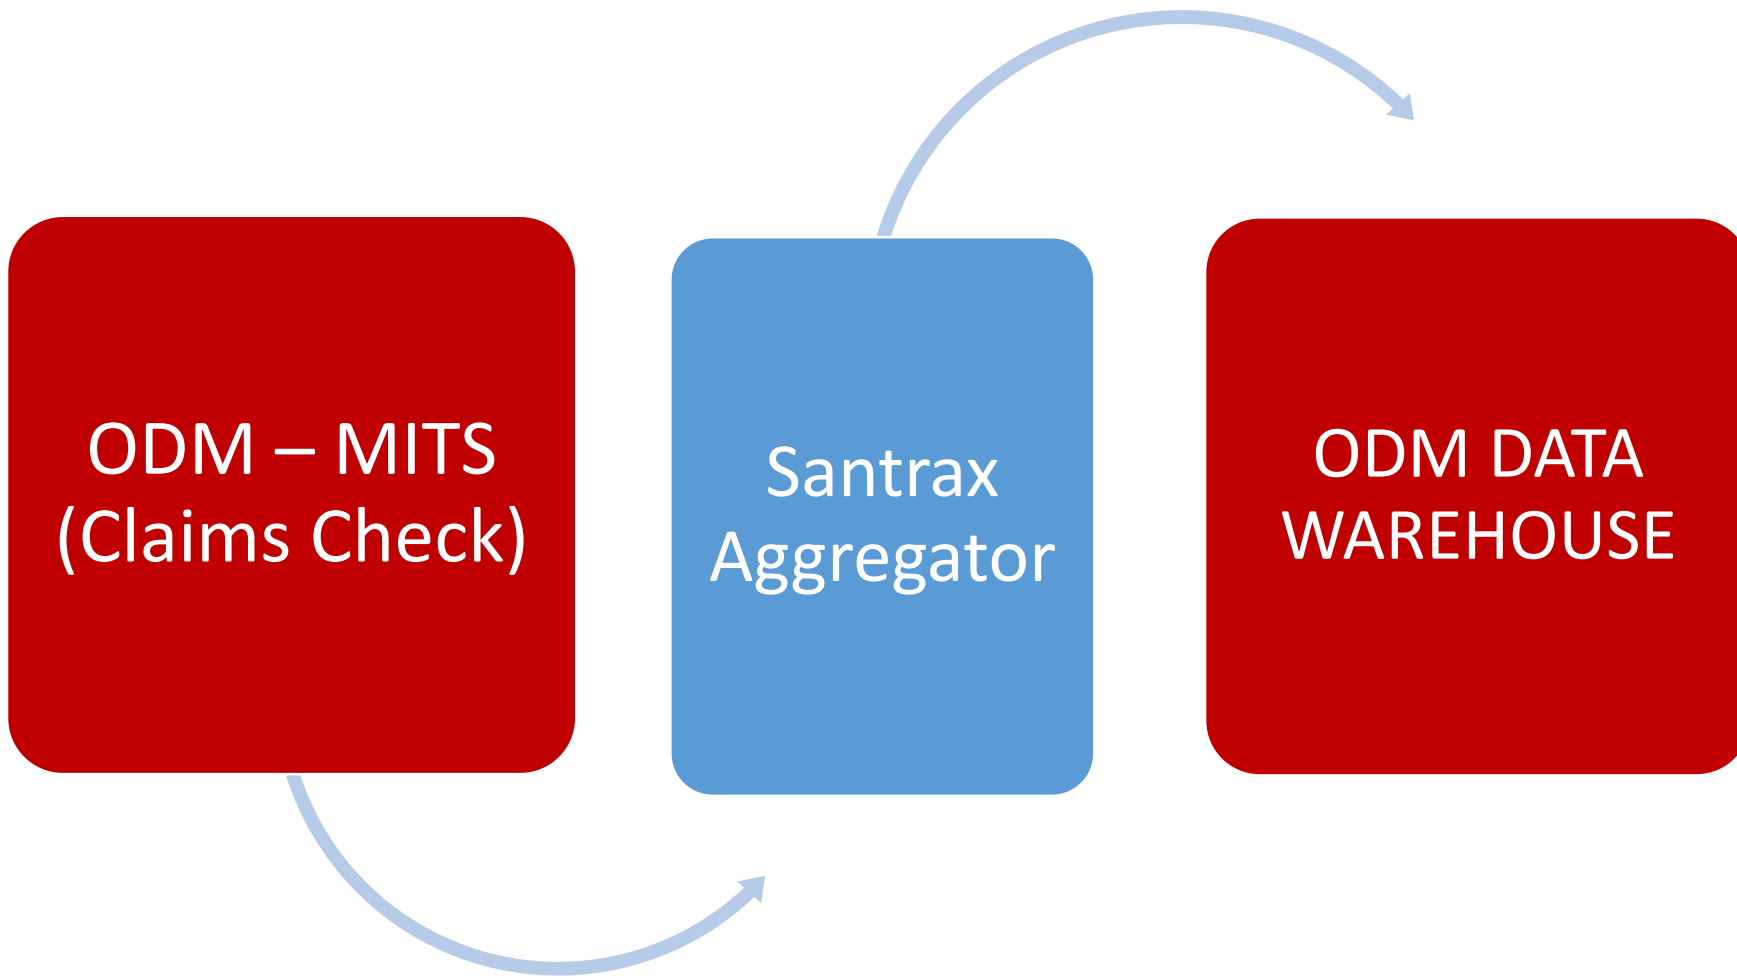 ODM – MITS
(Claims Check)
Santrax
Aggregator
ODM DATA
WAREHOUSE